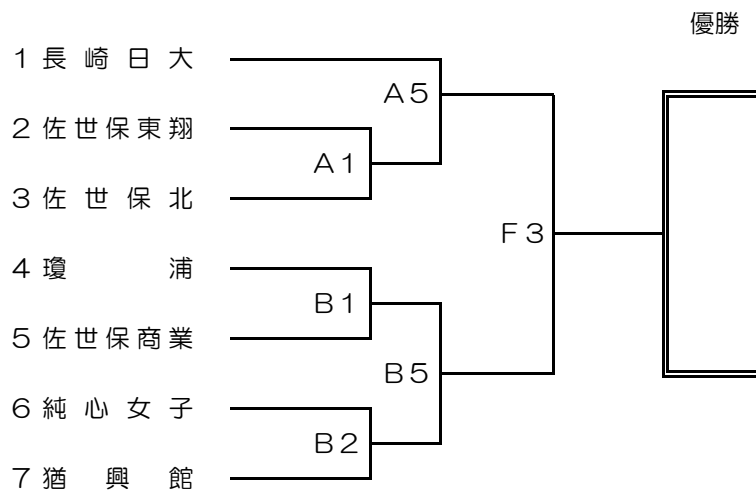 優勝
1 長崎日大
A5
2 佐世保東翔
A1
3 佐世保北
F3
4 瓊浦
B1
5 佐世保商業
B5
6 純心女子
B2
7 猶興館